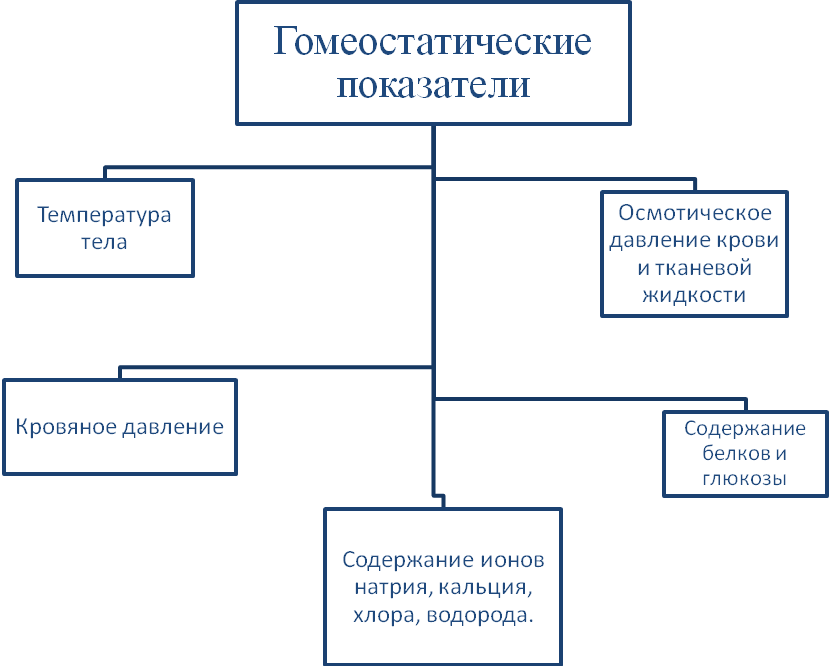 Гомеостатические
показатели
Температура
тела
Осмотическое
давление крови
и тканевой
жидкости
Кровяное давление
Содержание
белков и
глюкозы
Содержание ионов
натрия, кальция,
хлора, водорода.